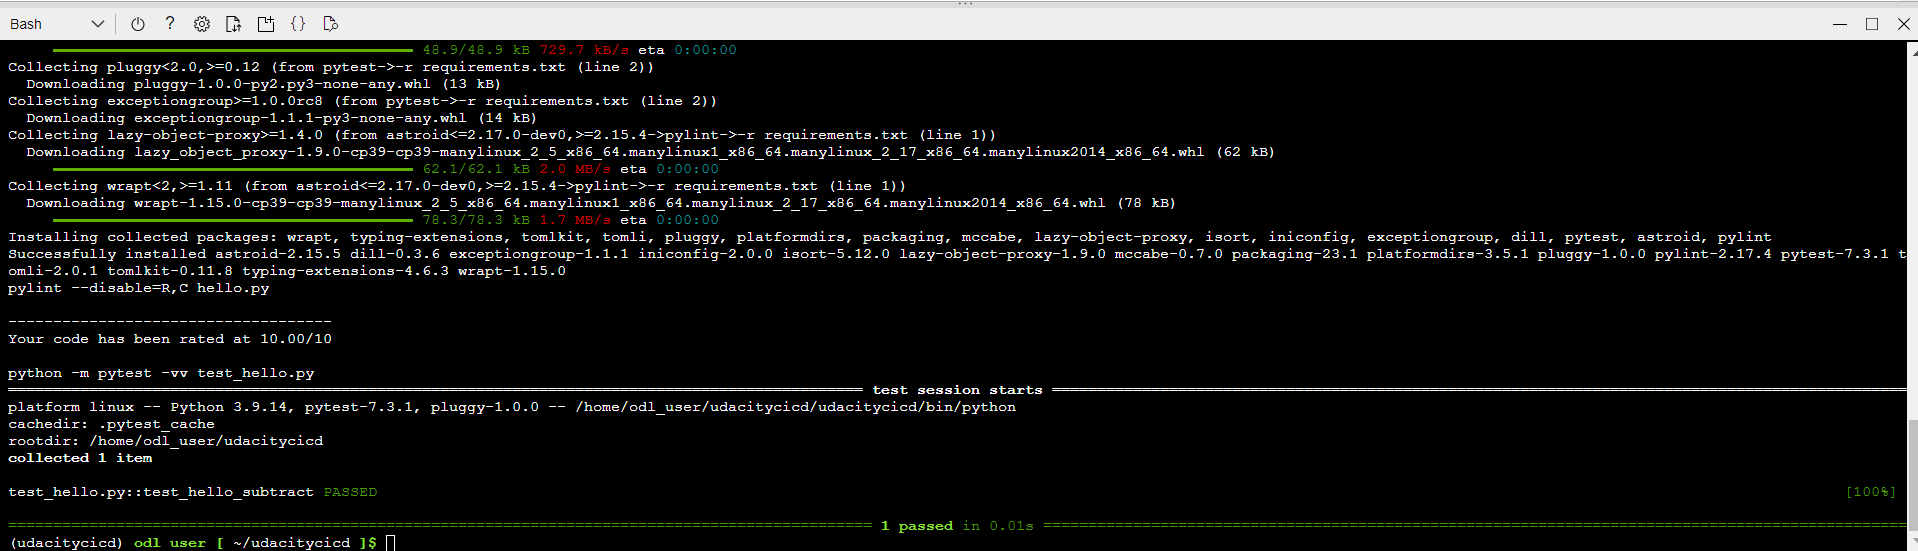 Bash
48.9/48.9 kB 729.7 kB/s eta 0:00:00
Collecting pluggy<2.0,>=0.12 (from pytest->-r requirements.txt (line 2))
Downloading pluggy-1.0.0-py2.py3-none-any.whl (13 kB)
Collecting exceptiongroup>=1.0.0rc8 (from pytest->-r requirements.txt (line 2))
Downloading exceptiongroup-1.1.1-py3-none-any.whl (14 kB)
Collecting lazy-object-proxy>=1.4.0 (from astroid<=2.17.0-dev0,>=2.15.4->pylint->-r requirements.txt (line 1))
Downloading lazy_object_proxy-1.9.0-cp39-cp39-manylinux_2_5_x86_64.manylinux1_x86_64.manylinux_2_17_x86_64.manylinux2014_x86_64.whl (62 kB)
62.1/62.1 kB 2.0 MB/s eta 0:00:00
Collecting wrapt<2,>=1.11 (from astroid<=2.17.0-dev0,>=2.15.4->pylint->-r requirements.txt (line 1))
Downloading wrapt-1.15.0-cp39-cp39-manylinux_2_5_x86_64.manylinux1_x86_64.manylinux_2_17_x86_64.manylinux2014_x86_64.whl (78 kB)
78.3/78.3 kB 1.7 MB/s eta 0:00:00
Installing collected packages: wrapt, typing-extensions, tomlkit, tomli, pluggy, platformdirs, packaging, mccabe, lazy-object-proxy, isort, iniconfig, exceptiongroup, dill, pytest, astroid, pylint
Successfully installed astroid-2.15.5 dill-0.3.6 exceptiongroup-1.1.1 iniconfig-2.0.0 isort-5.12.0 lazy-object-proxy-1.9.0 mccabe-0.7.0 packaging-23.1 platformdirs-3.5.1 pluggy-1.0.0 pylint-2.17.4 pytest-7.3.1 t
omli-2.0.1 tomlkit-0.11.8 typing-extensions-4.6.3 wrapt-1.15.0
pylint --disable=R,C hello.py
------------------------------------
Your code has been rated at 10.00/10
python -m pytest -vv test_hello.py
test session starts
platform linux -- Python 3.9.14, pytest-7.3.1, pluggy-1.0.0 -- /home/odl_user/udacitycicd/udacitycicd/bin/python
cachedir: .pytest_cache
rootdir: /home/odl_user/udacitycicd
collected 1 item
test_hello.py::test_hello_subtract PASSED [100%]
1 passed in 0.01s
(udacitycicd) odl_user [ ~/udacitycicd ]$